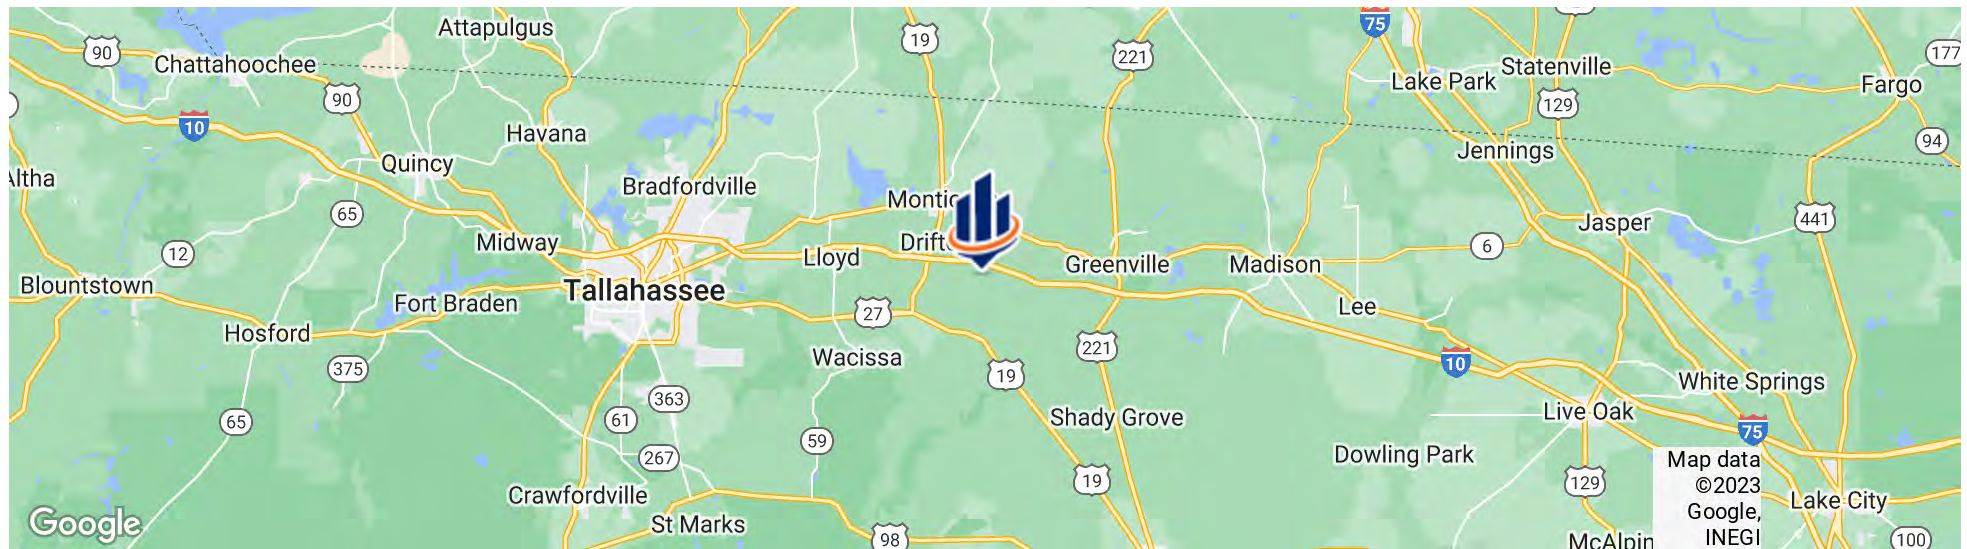 Attapulgus
19
75
90
Chattahoochee
221
Statenville
177
Lake Park
Fargo
90
129
10
Havana
94
Jennings
Quincy
Altha
Bradfordville
Montic
65
441
Jasper
Midway
Drift
6
12
Lloyd
Greenville
Madison
Blountstown
Tallahassee
Fort Braden
Lee
27
Hosford
221
Wacissa
10
375
19
White Springs
363
Live Oak
61
65
Shady Grove
75
59
267
Dowling Park
Map data
©2023
Google,
INEGI
19
129
Crawfordville
Lake City
Google
St Marks
98
McAlpin
100